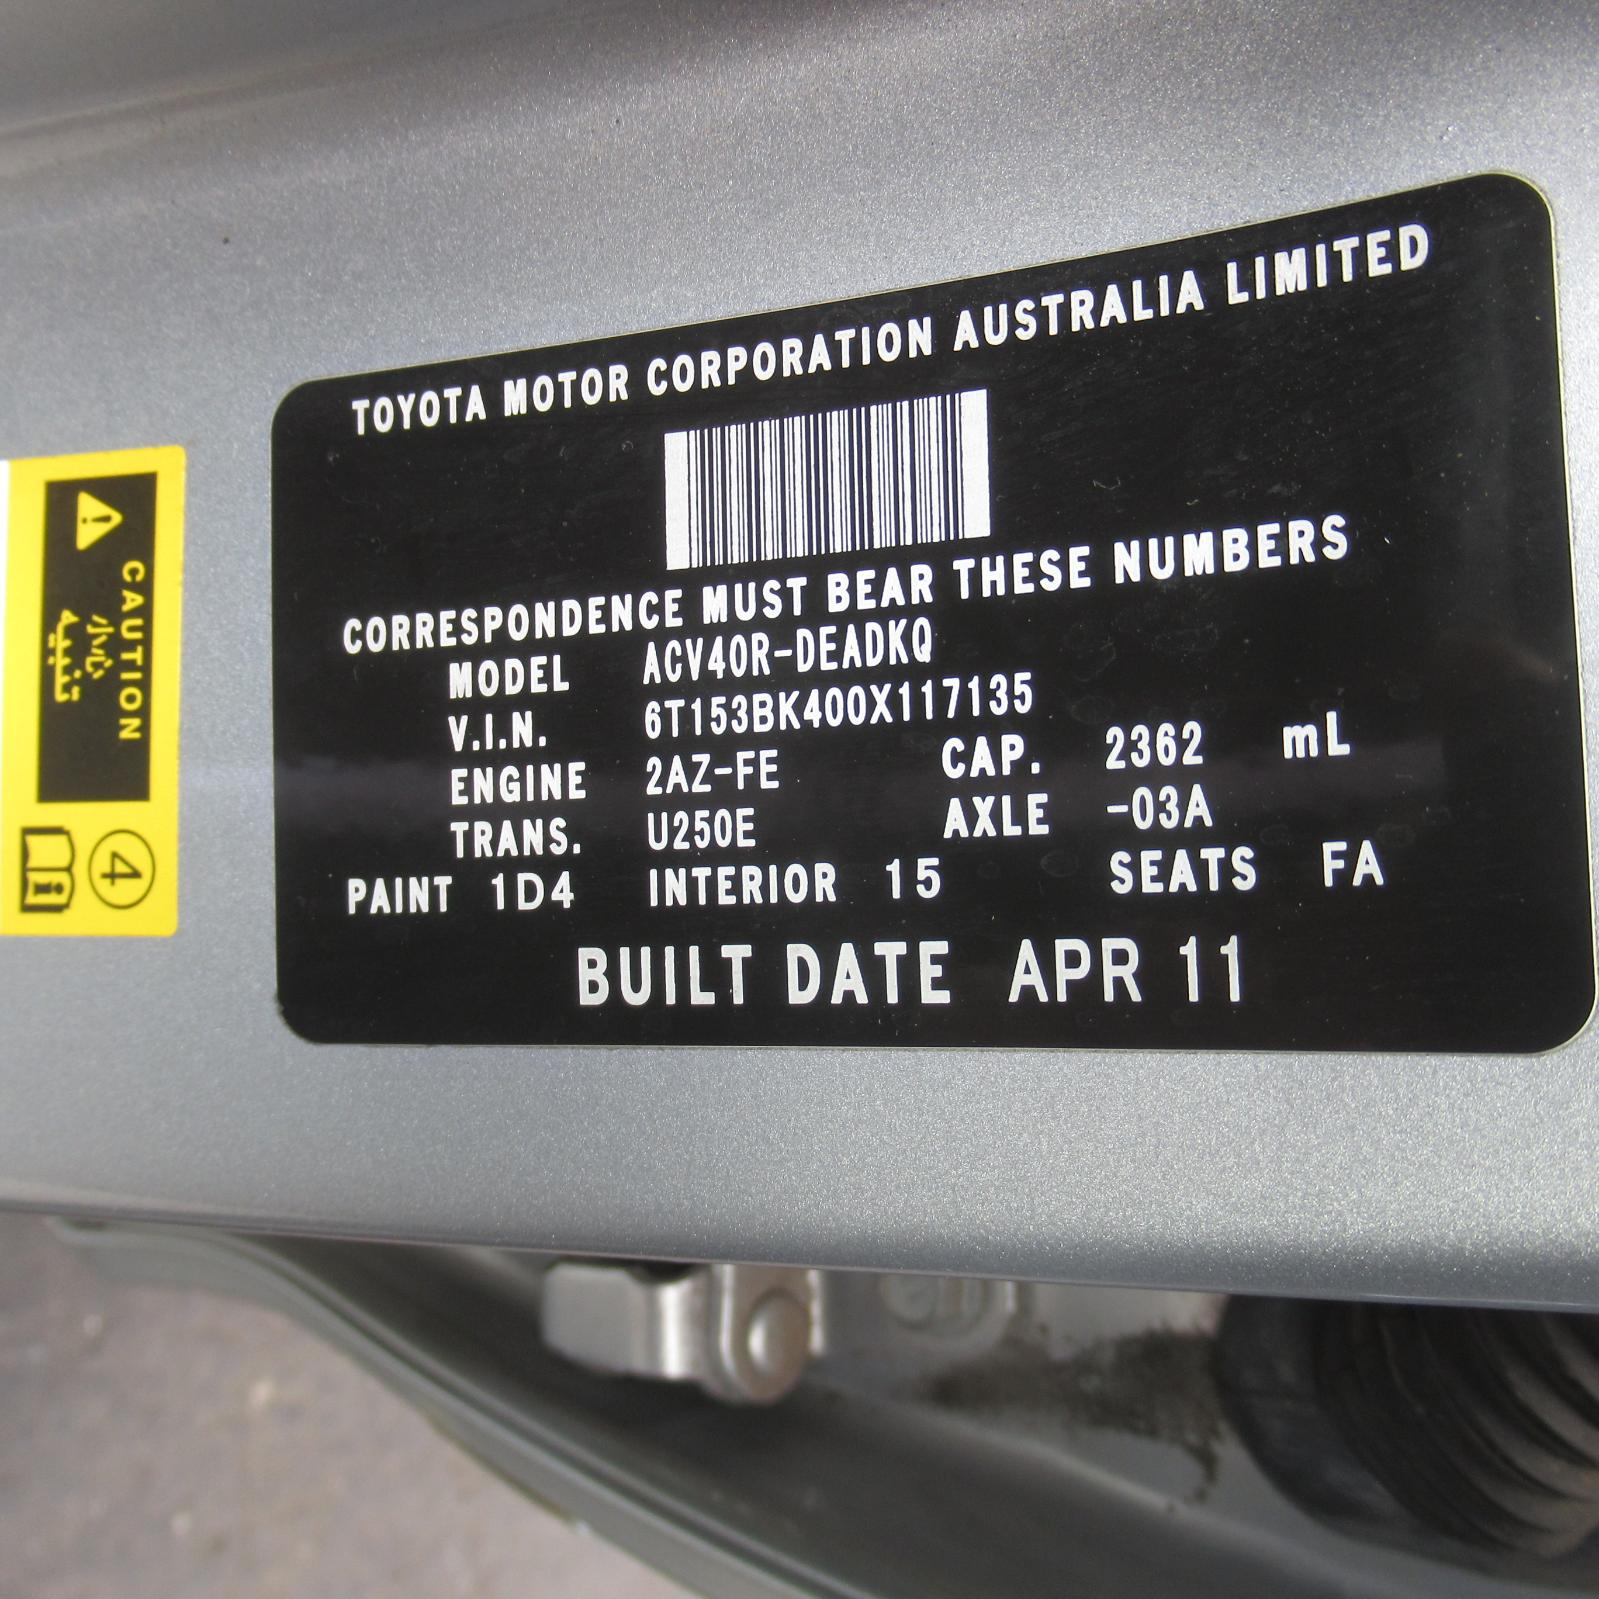 TOYOTA MOTOR CORPORATION AUSTRALIA LIMITED
CORRESPONDENCE MUST BEAR THESE NUMBERS
MODEL ACV40R-DEADKQ
V.I.N. 6T153BK400X117135
ENGINE 2AZ-FE CAP. 2362 mL
TRANS. U250E AXLE -03A
PAINT 1D4 INTERIOR 15 SEATS FA
BUILT DATE APR 11
CAUTION
تنبيه
4